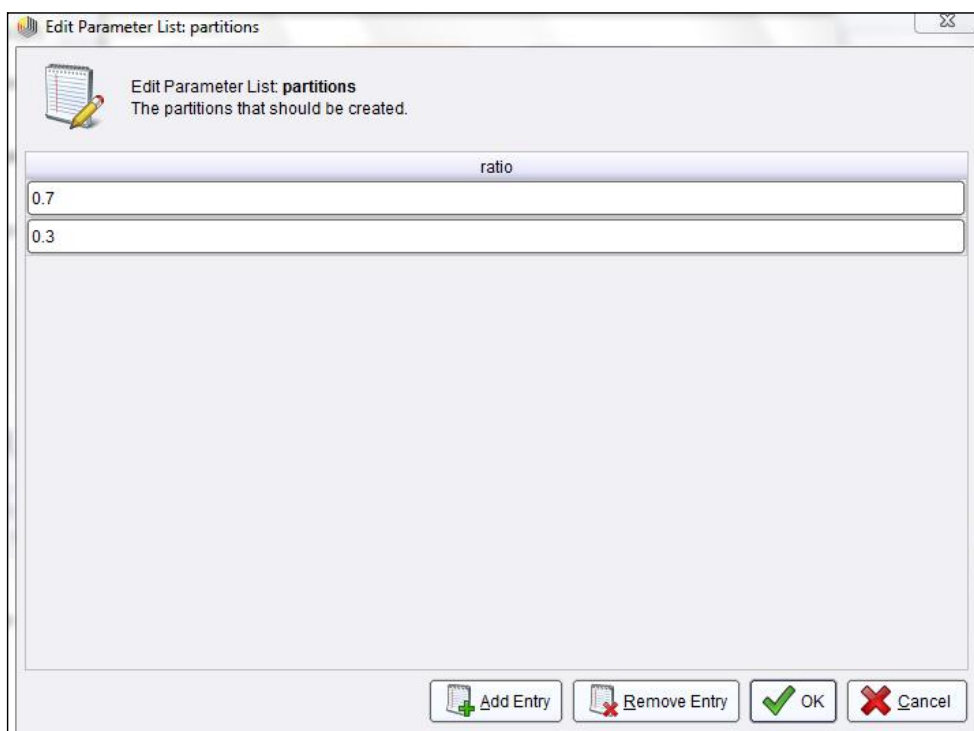 Edit Parameter List: partitions
Edit Parameter List: partitions
The partitions that should be created.
ratio
0.7
0.3
Add Entry Remove Entry OK Cancel